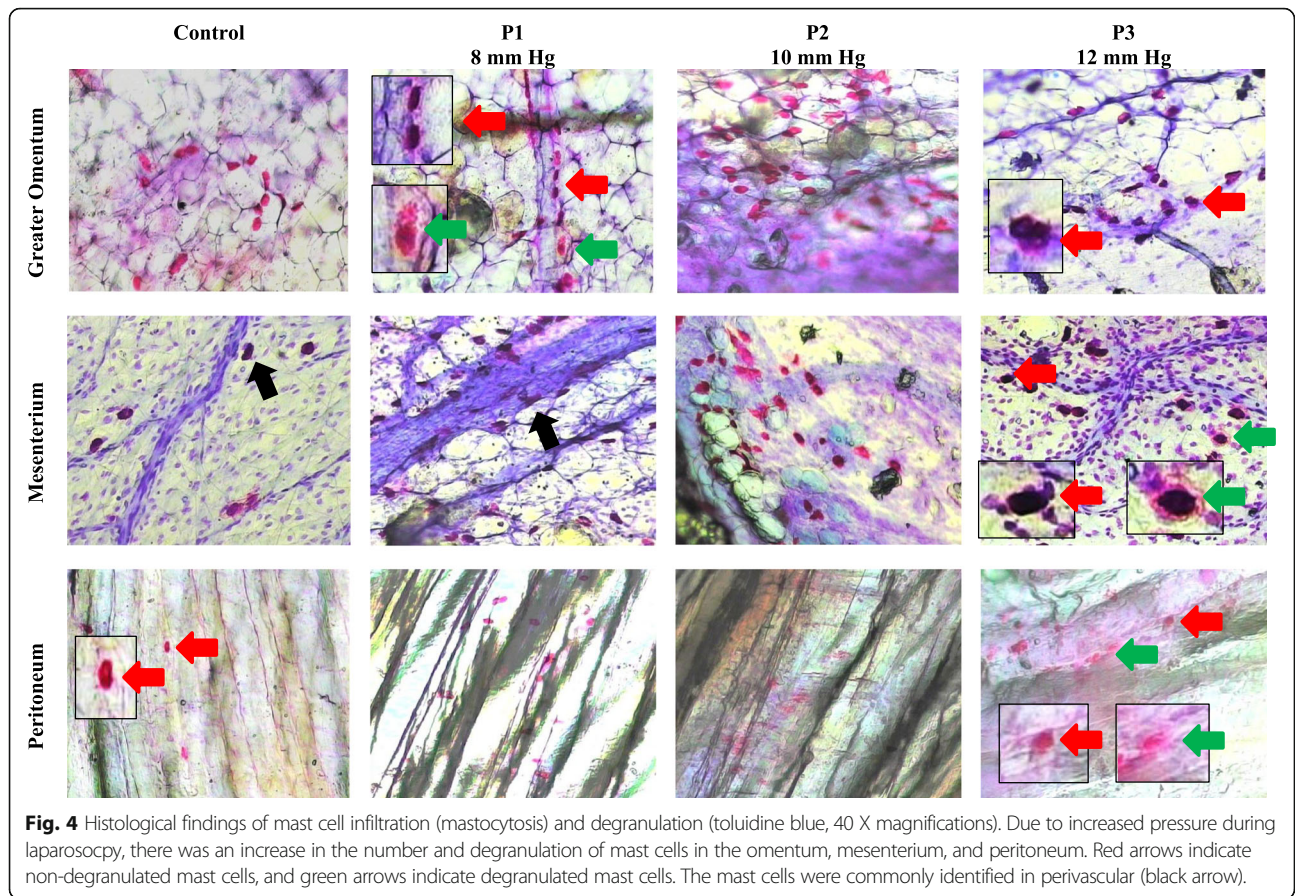 Control
P1
8 mm Hg
P2
10 mm Hg
P3
12 mm Hg
Greater Omentum
Mesenterium
Peritoneum
Fig. 4 Histological findings of mast cell infiltration (mastocytosis) and degranulation (toluidine blue, 40 X magnifications). Due to increased pressure during
laparosocpy, there was an increase in the number and degranulation of mast cells in the omentum, mesenterium, and peritoneum. Red arrows indicate
non-degranulated mast cells, and green arrows indicate degranulated mast cells. The mast cells were commonly identified in perivascular (black arrow).